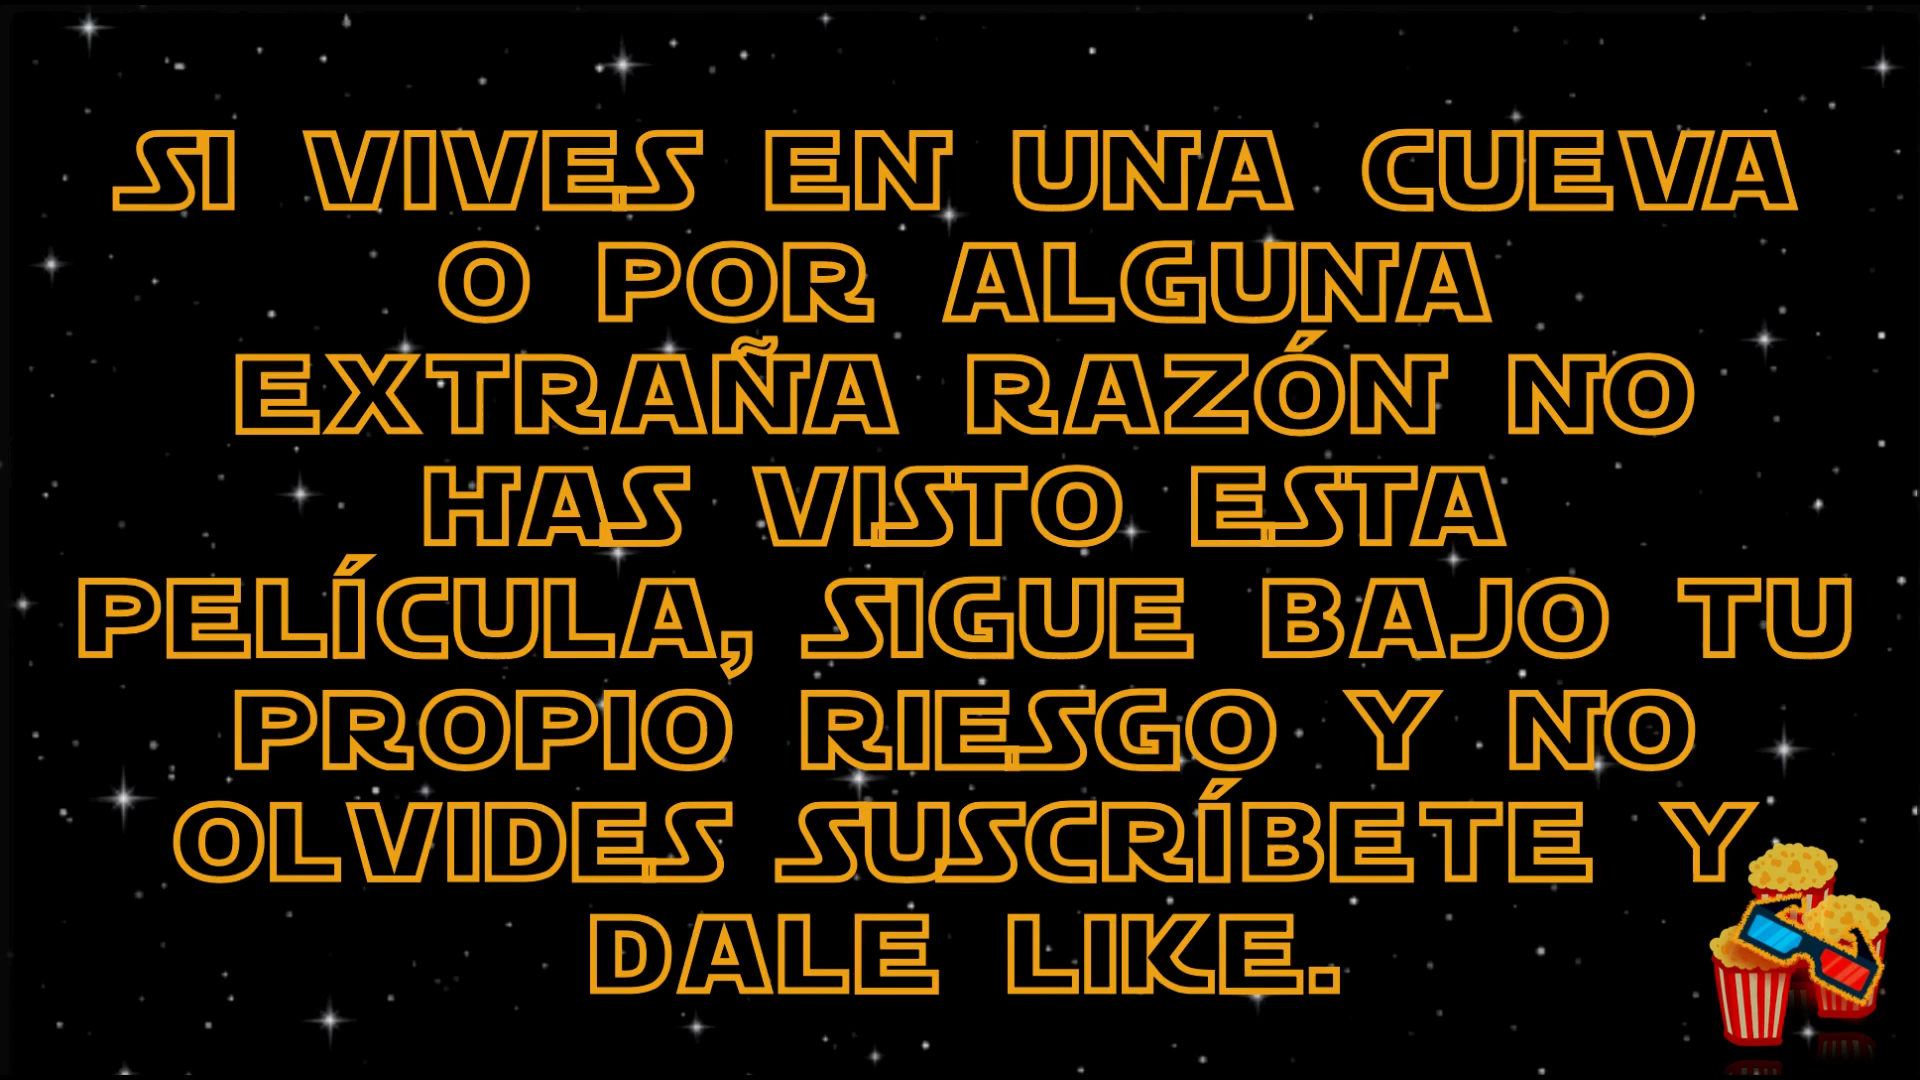 SI VIVES EN UNA CUEVA
O POR ALGUNA
EXTRAÑA RAZÓN NO
HAS VISTO ESTA
PELÍCULA, SIGUE BAJO TU
PROPIO RIESGO Y NO
OLVIDES SUSCRÍBETE Y
DALE LIKE.